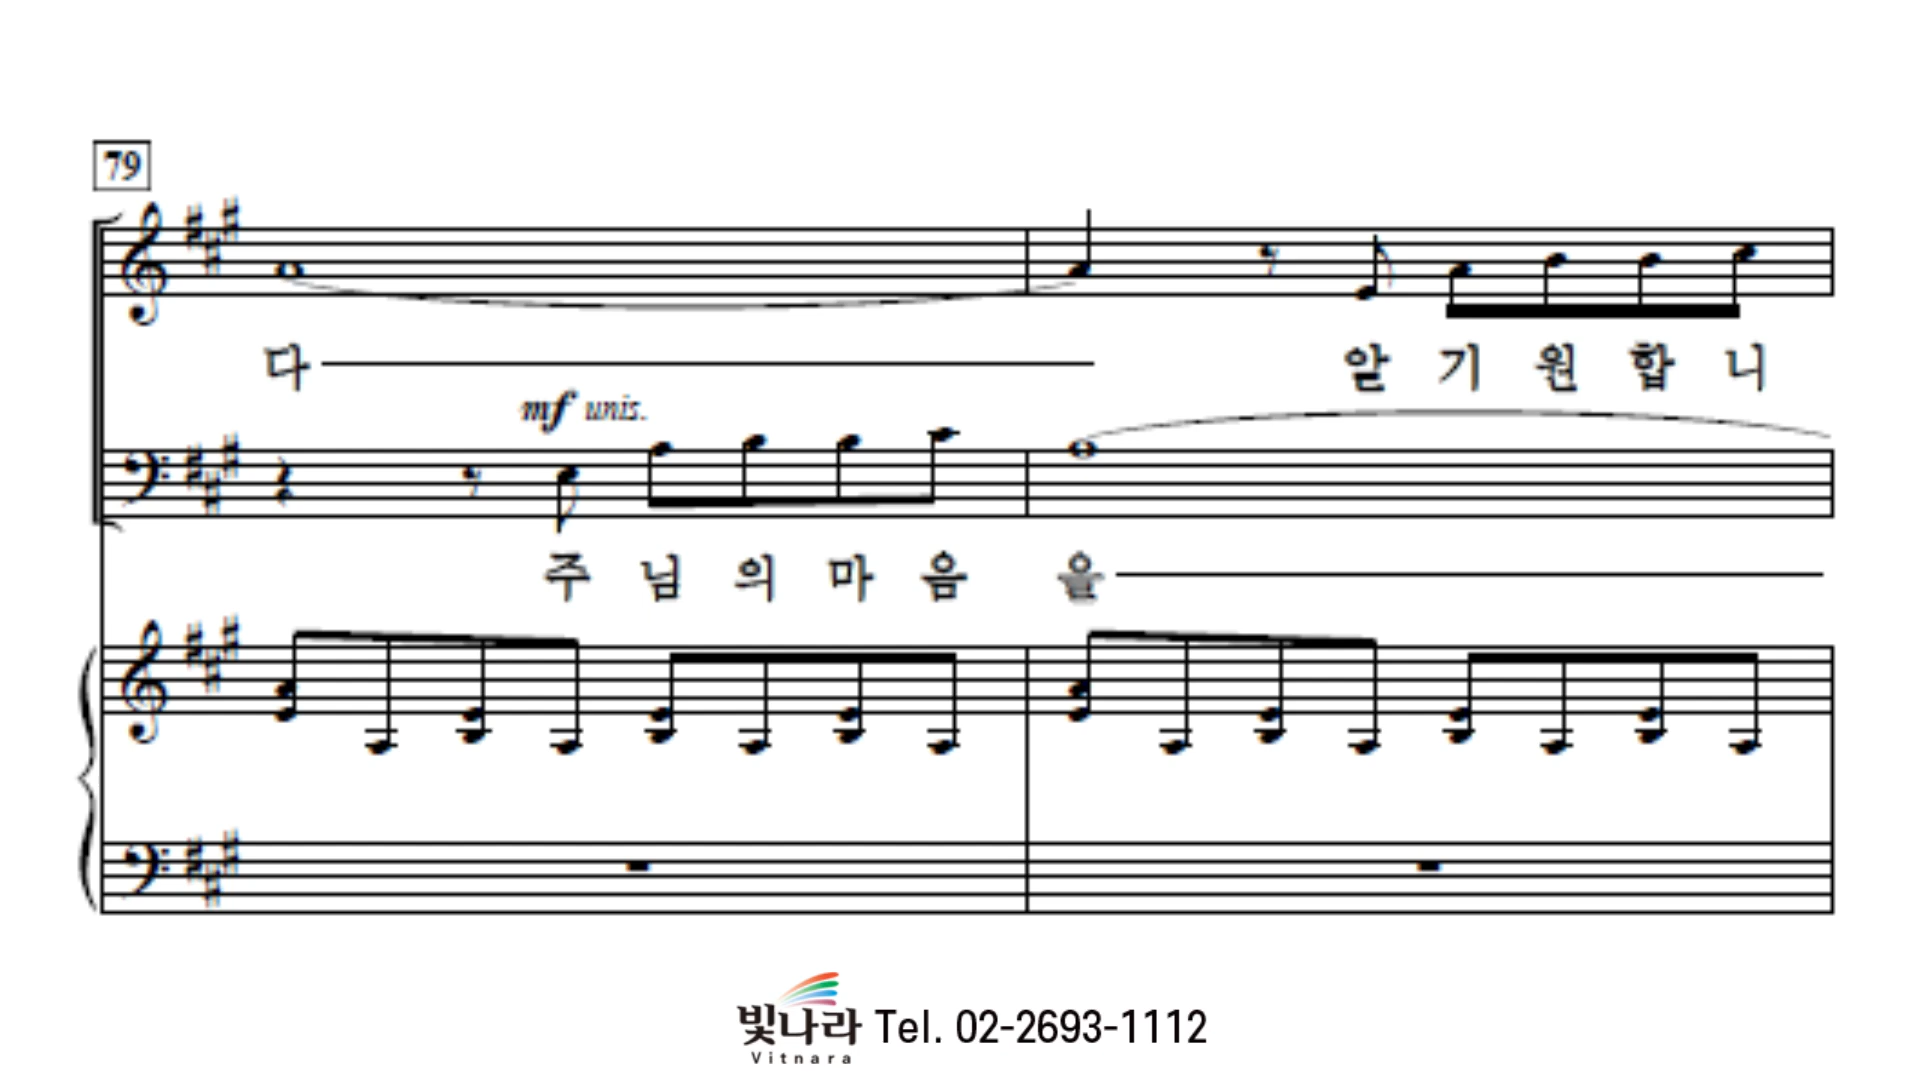 79
다 알 기 원 합 니
mf unis.
주 님 의 마 음 을
빛나라 Tel. 02-2693-1112
Vitnara